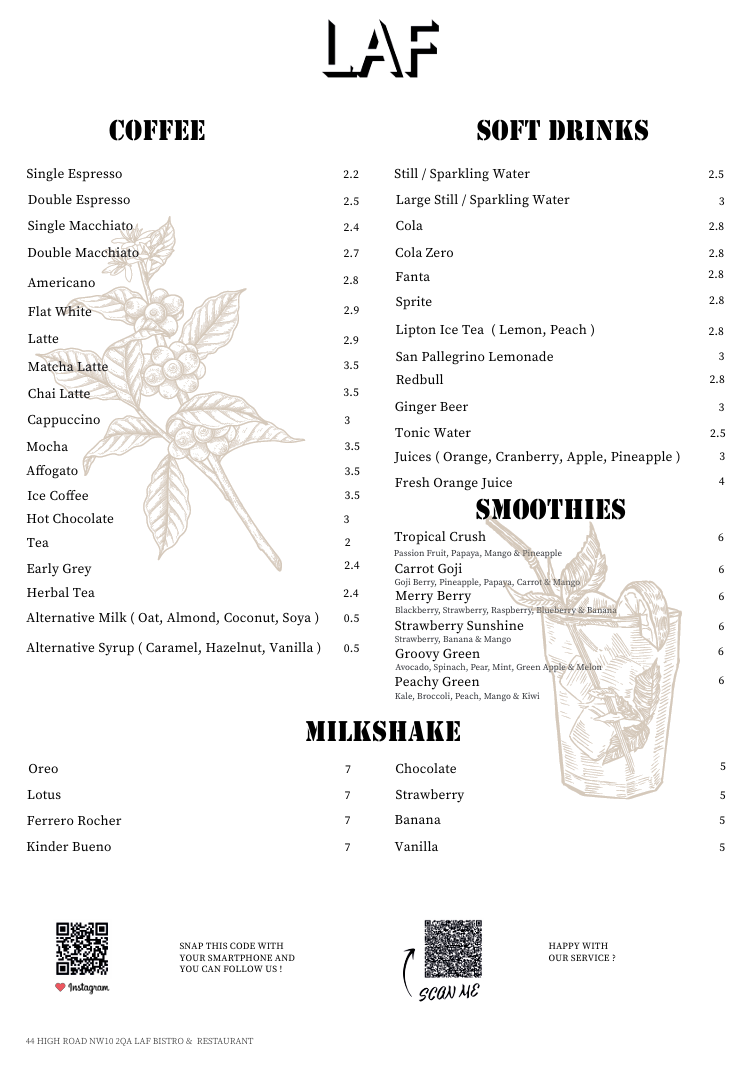 LAF
COFFEE
Single Espresso 2.2
Double Espresso 2.5
Single Macchiato 2.4
Double Macchiato 2.7
Americano 2.8
Flat White 2.9
Latte 2.9
Matcha Latte 3.5
Chai Latte 3.5
Cappuccino 3
Mocha 3.5
Affogato 3.5
Ice Coffee 3.5
Hot Chocolate 3
Tea 2
Early Grey 2.4
Herbal Tea 2.4
Alternative Milk ( Oat, Almond, Coconut, Soya ) 0.5
Alternative Syrup ( Caramel, Hazelnut, Vanilla ) 0.5
SOFT DRINKS
Still / Sparkling Water 2.5
Large Still / Sparkling Water 3
Cola 2.8
Cola Zero 2.8
Fanta 2.8
Sprite 2.8
Lipton Ice Tea ( Lemon, Peach ) 2.8
San Pallegrino Lemonade 3
Redbull 2.8
Ginger Beer 3
Tonic Water 2.5
Juices ( Orange, Cranberry, Apple, Pineapple ) 3
Fresh Orange Juice 4
SMOOTHIES
Tropical Crush 6
Passion Fruit, Papaya, Mango & Pineapple
Carrot Goji 6
Goji Berry, Pineapple, Papaya, Carrot & Mango
Merry Berry 6
Blackberry, Strawberry, Raspberry, Blueberry & Banana
Strawberry Sunshine 6
Strawberry, Banana & Mango
Groovy Green 6
Avocado, Spinach, Pear, Mint, Green Apple & Melon
Peachy Green 6
Kale, Broccoli, Peach, Mango & Kiwi
MILKSHAKE
Oreo 7
Lotus 7
Ferrero Rocher 7
Kinder Bueno 7
Chocolate 5
Strawberry 5
Banana 5
Vanilla 5
Instagram
SNAP THIS CODE WITH
YOUR SMARTPHONE AND
YOU CAN FOLLOW US !
SCAN ME
HAPPY WITH
OUR SERVICE ?
44 HIGH ROAD NW10 2QA LAF BISTRO & RESTAURANT